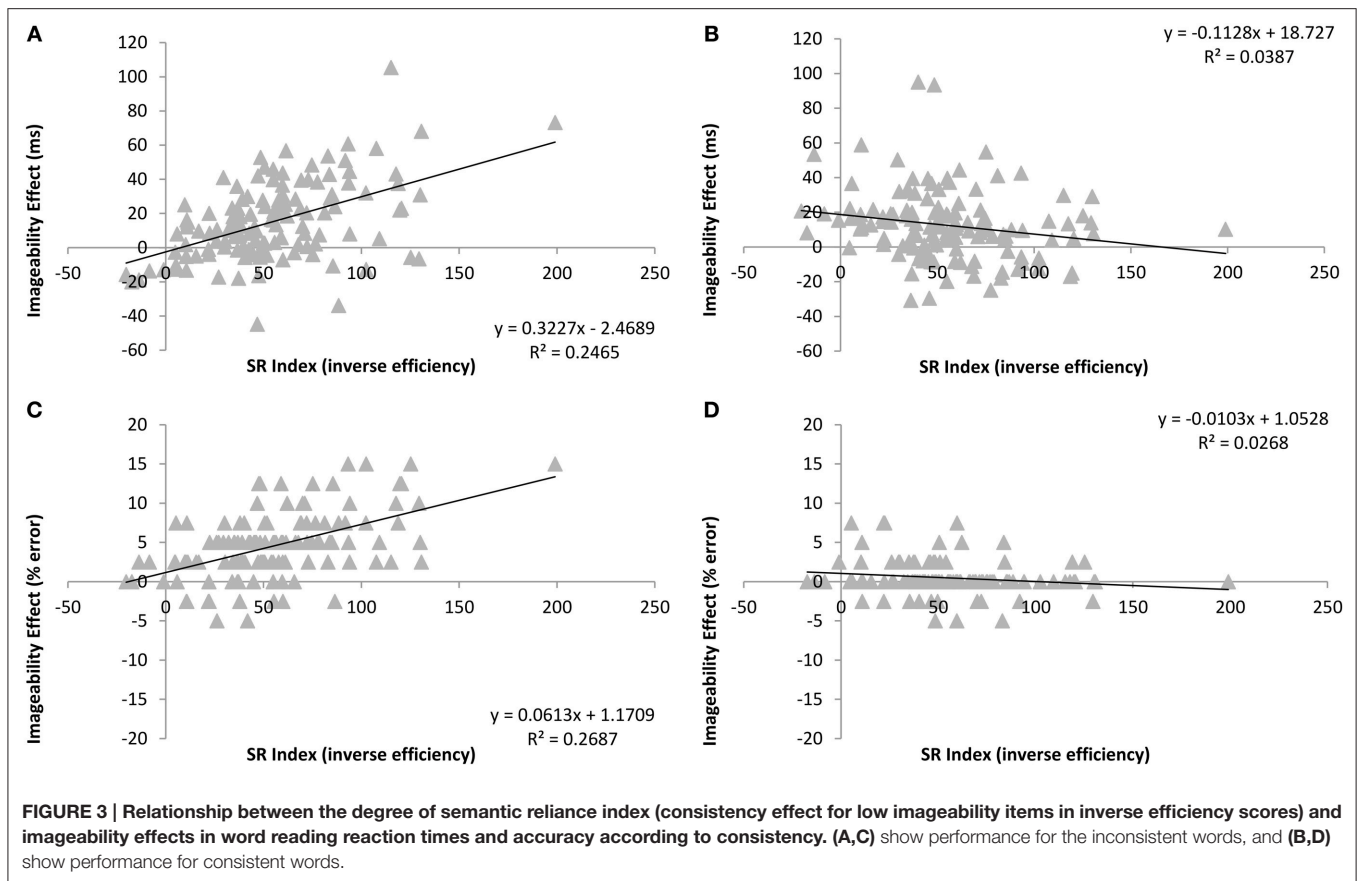 A
120
100
80
60
40
20
0
-20
-40
-60
-50 0 50 100 150 200 250
Imageability Effect (ms)
SR Index (inverse efficiency)
y = 0.3227x - 2.4689
R² = 0.2465
B
120
100
80
60
40
20
0
-20
-40
-60
-50 0 50 100 150 200 250
Imageability Effect (ms)
SR Index (inverse efficiency)
y = -0.1128x + 18.727
R² = 0.0387
C
20
15
10
5
0
-5
-10
-15
-20
-50 0 50 100 150 200 250
Imageability Effect (% error)
SR Index (inverse efficiency)
y = 0.0613x + 1.1709
R² = 0.2687
D
20
15
10
5
0
-5
-10
-15
-20
-50 0 50 100 150 200 250
Imageability Effect (% error)
SR Index (inverse efficiency)
y = -0.0103x + 1.0528
R² = 0.0268
FIGURE 3 | Relationship between the degree of semantic reliance index (consistency effect for low imageability items in inverse efficiency scores) and
imageability effects in word reading reaction times and accuracy according to consistency. (A,C) show performance for the inconsistent words, and (B,D)
show performance for consistent words.